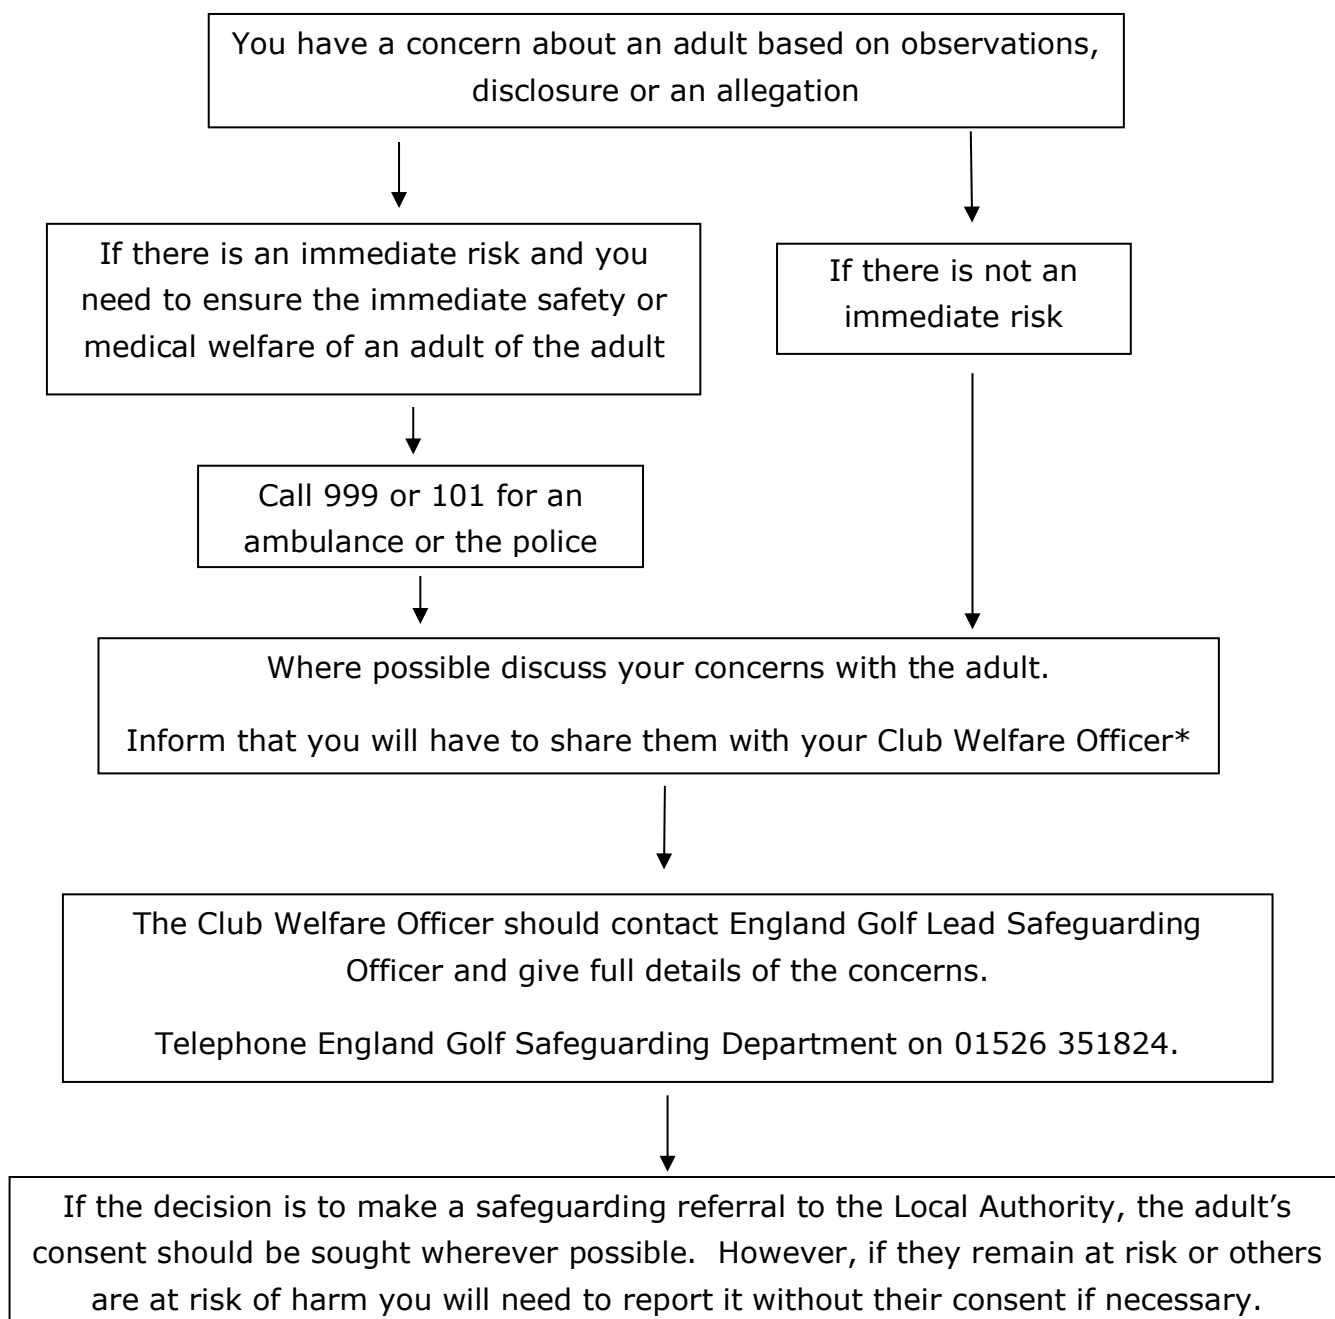 You have a concern about an adult based on observations,
disclosure or an allegation
If there is an immediate risk and you
need to ensure the immediate safety or
medical welfare of an adult of the adult
If there is not an
immediate risk
Call 999 or 101 for an
ambulance or the police
Where possible discuss your concerns with the adult.
Inform that you will have to share them with your Club Welfare Officer*
The Club Welfare Officer should contact England Golf Lead Safeguarding
Officer and give full details of the concerns.
Telephone England Golf Safeguarding Department on 01526 351824.
If the decision is to make a safeguarding referral to the Local Authority, the adult’s
consent should be sought wherever possible.  However, if they remain at risk or others
are at risk of harm you will need to report it without their consent if necessary.